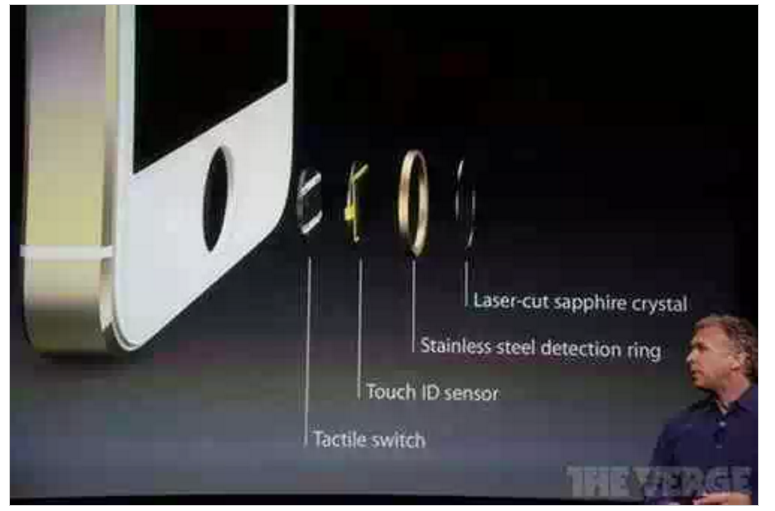 Laser-cut sapphire crystal
Stainless steel detection ring
Touch ID sensor
Tactile switch
THE VERGE